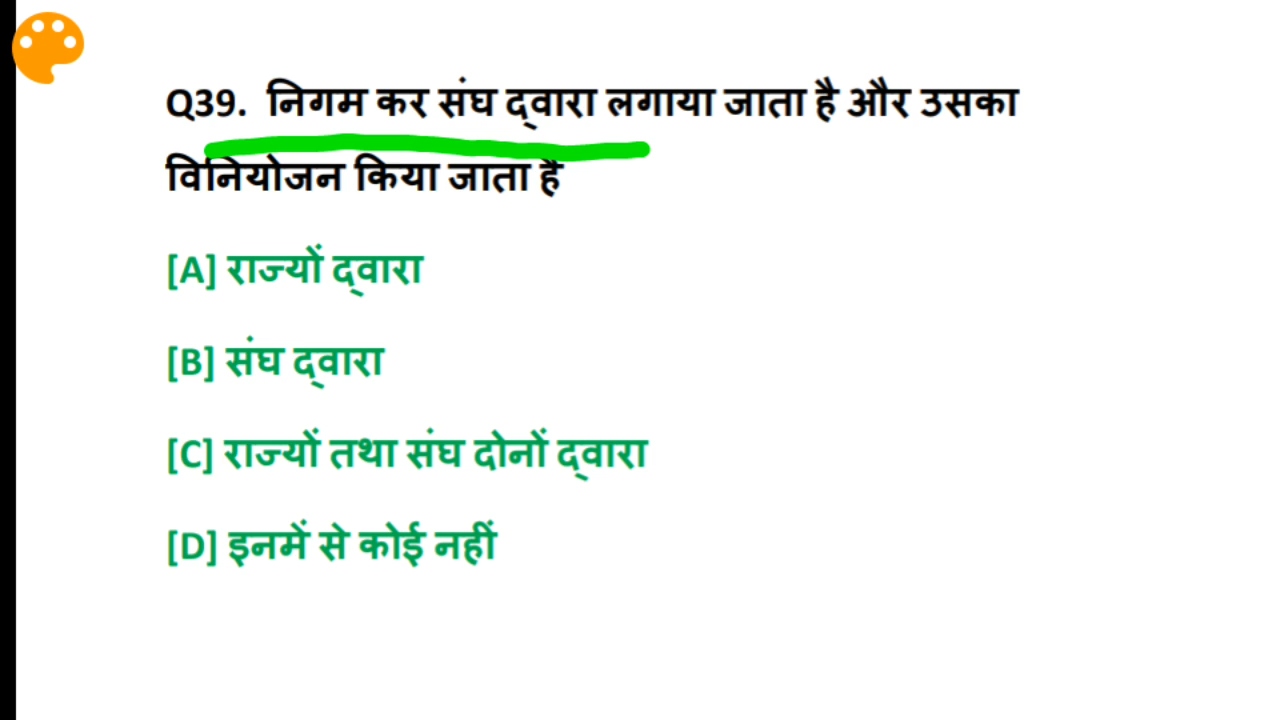 Q39. निगम कर संघ द्वारा लगाया जाता है और उसका
विनियोजन किया जाता है
[A] राज्यों द्वारा
[B] संघ द्वारा
[C] राज्यों तथा संघ दोनों द्वारा
[D] इनमें से कोई नहीं